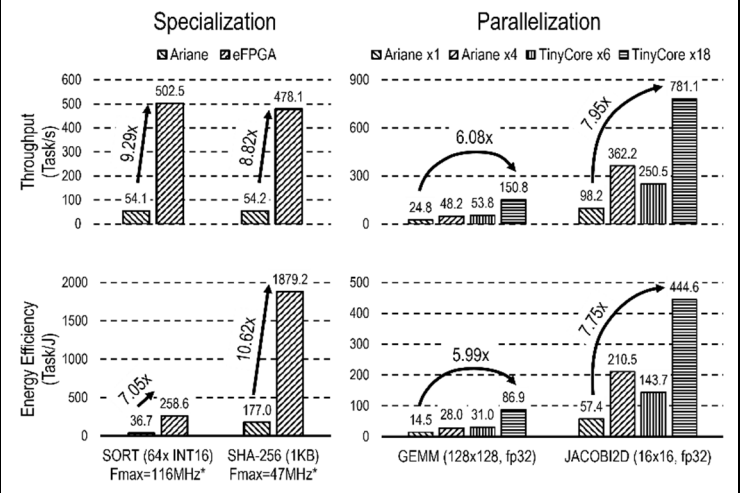 Specialization
Ariane eFPGA
Throughput
(Task/s)
600
500
400
300
200
100
0
54.1
9.29x
502.5
54.2
8.82x
478.1
Energy Efficiency
(Task/J)
2000
1500
1000
500
0
36.7
7.05x
258.6
177.0
10.62x
1879.2
SORT (64x INT16)
Fmax=116MHz*
SHA-256 (1KB)
Fmax=47MHz*
Parallelization
Ariane x1 Ariane x4 TinyCore x6 TinyCore x18
900
600
300
0
24.8
48.2
53.8
150.8
6.08x
98.2
362.2
250.5
781.1
7.95x
500
400
300
200
100
0
14.5
28.0
31.0
86.9
5.99x
57.4
210.5
143.7
444.6
7.75x
GEMM (128x128, fp32)
JACOBI2D (16x16, fp32)